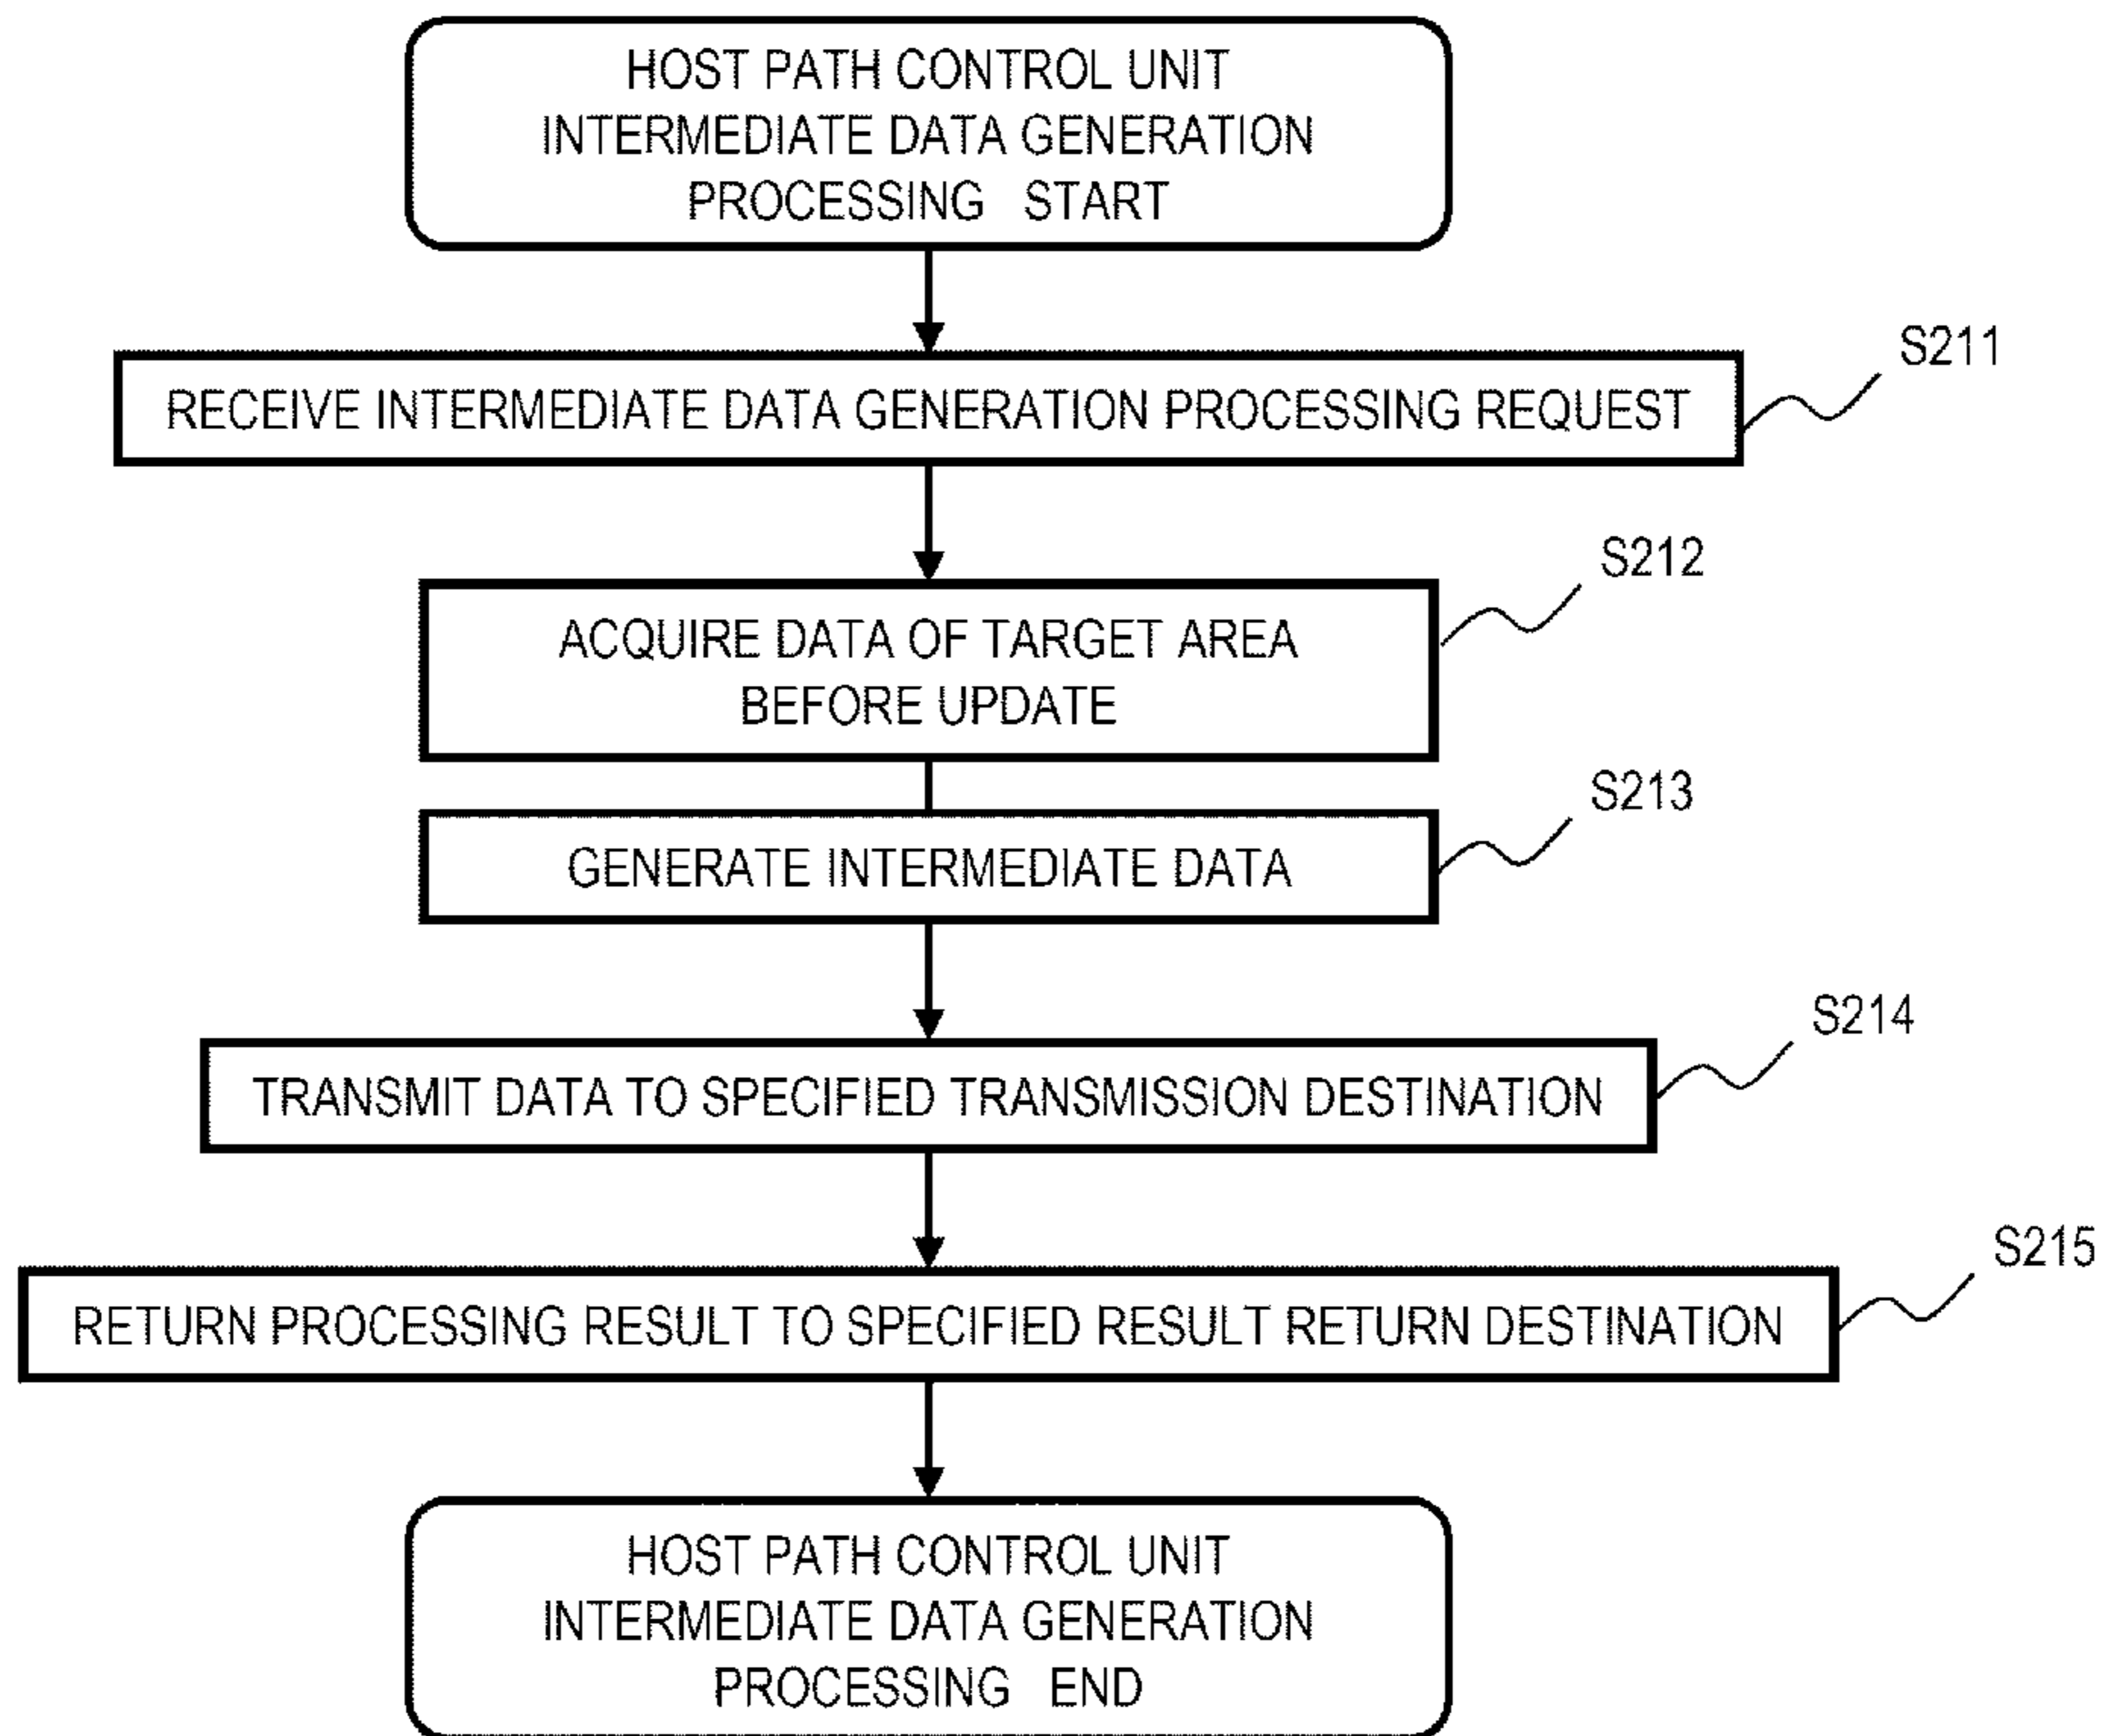 HOST PATH CONTROL UNIT
INTERMEDIATE DATA GENERATION
PROCESSING START
S211
RECEIVE INTERMEDIATE DATA GENERATION PROCESSING REQUEST
S212
ACQUIRE DATA OF TARGET AREA
BEFORE UPDATE
S213
GENERATE INTERMEDIATE DATA
S214
TRANSMIT DATA TO SPECIFIED TRANSMISSION DESTINATION
S215
RETURN PROCESSING RESULT TO SPECIFIED RESULT RETURN DESTINATION
HOST PATH CONTROL UNIT
INTERMEDIATE DATA GENERATION
PROCESSING END